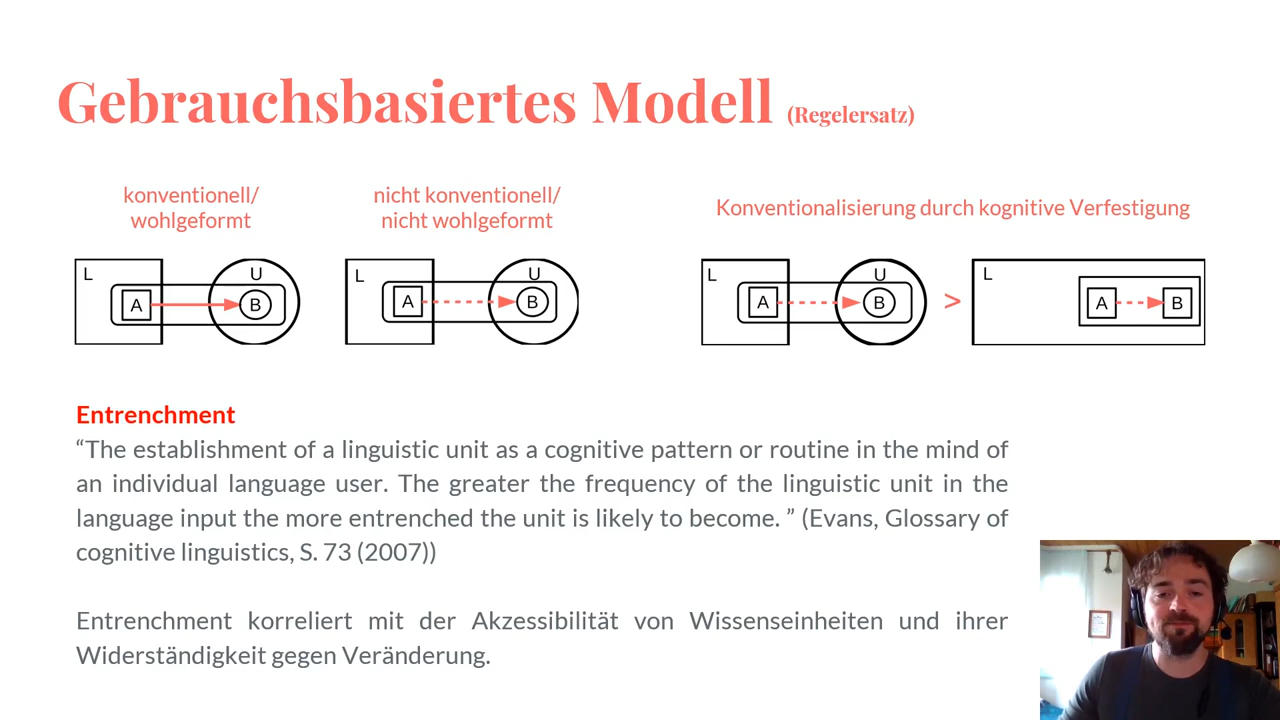 Gebrauchsbasiertes Modell (Regelersatz)
konventionell/
wohlgeformt
nicht konventionell/
nicht wohlgeformt
Konventionalisierung durch kognitive Verfestigung
L A U B
L A U B
L A U B > L A B
Entrenchment
“The establishment of a linguistic unit as a cognitive pattern or routine in the mind of
an individual language user. The greater the frequency of the linguistic unit in the
language input the more entrenched the unit is likely to become. ” (Evans, Glossary of
cognitive linguistics, S. 73 (2007))
Entrenchment korreliert mit der Akzessibilität von Wissenseinheiten und ihrer
Widerständigkeit gegen Veränderung.